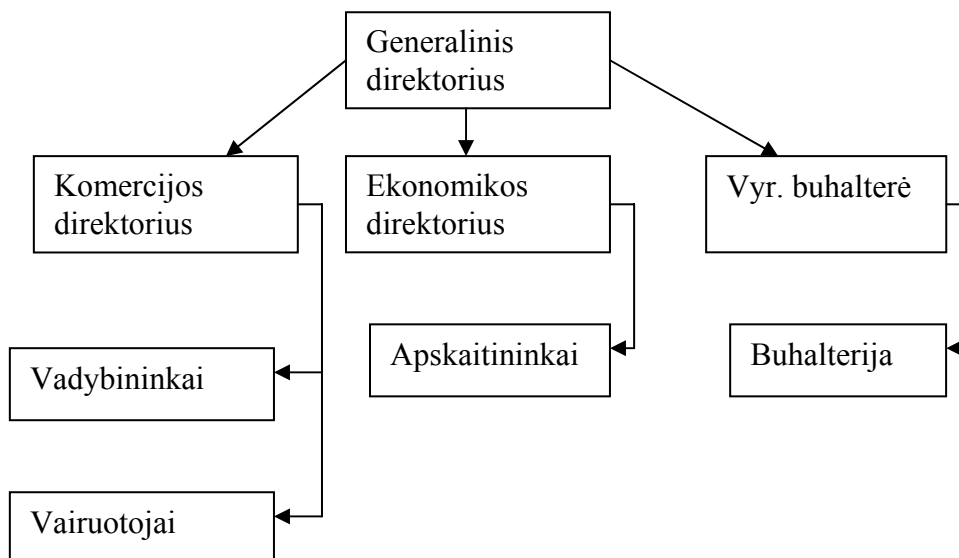 Generalinis
direktorius
Komercijos
direktorius
Ekonomikos
direktorius
Vyr. buhalterė
Apskaitininkai
Buhalterija
Vadybininkai
Vairuotojai